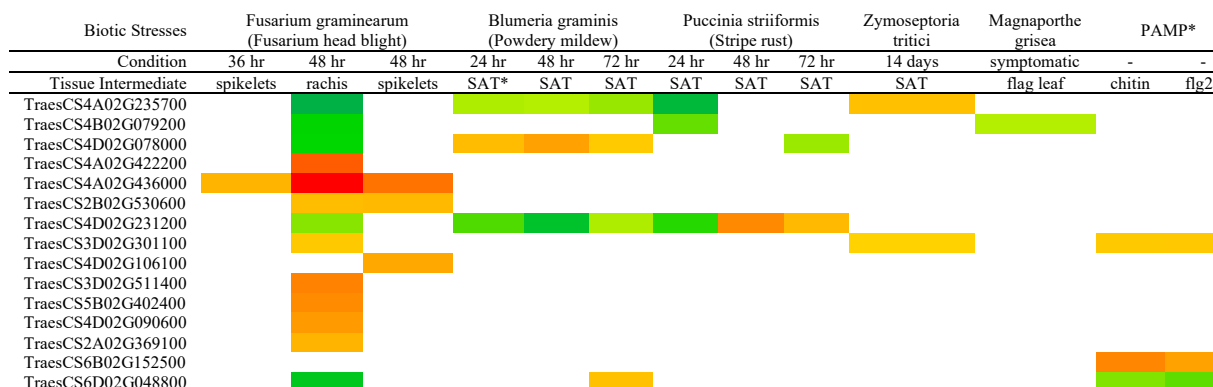 Biotic Stresses Fusarium graminearum (Fusarium head blight) Blumeria graminis (Powdery mildew) Puccinia striiformis (Stripe rust) Zymoseptoria tritici Magnaporthe grisea PAMP*
Condition 36 hr 48 hr 48 hr 24 hr 48 hr 72 hr 24 hr 48 hr 72 hr 14 days symptomatic - -
Tissue Intermediate spikelets rachis spikelets SAT* SAT SAT SAT SAT SAT SAT flag leaf chitin flg2
TraesCS4A02G235700
TraesCS4B02G079200
TraesCS4D02G078000
TraesCS4A02G422200
TraesCS4A02G436000
TraesCS2B02G530600
TraesCS4D02G231200
TraesCS3D02G301100
TraesCS4D02G106100
TraesCS3D02G511400
TraesCS5B02G402400
TraesCS4D02G090600
TraesCS2A02G369100
TraesCS6B02G152500
TraesCS6D02G048800